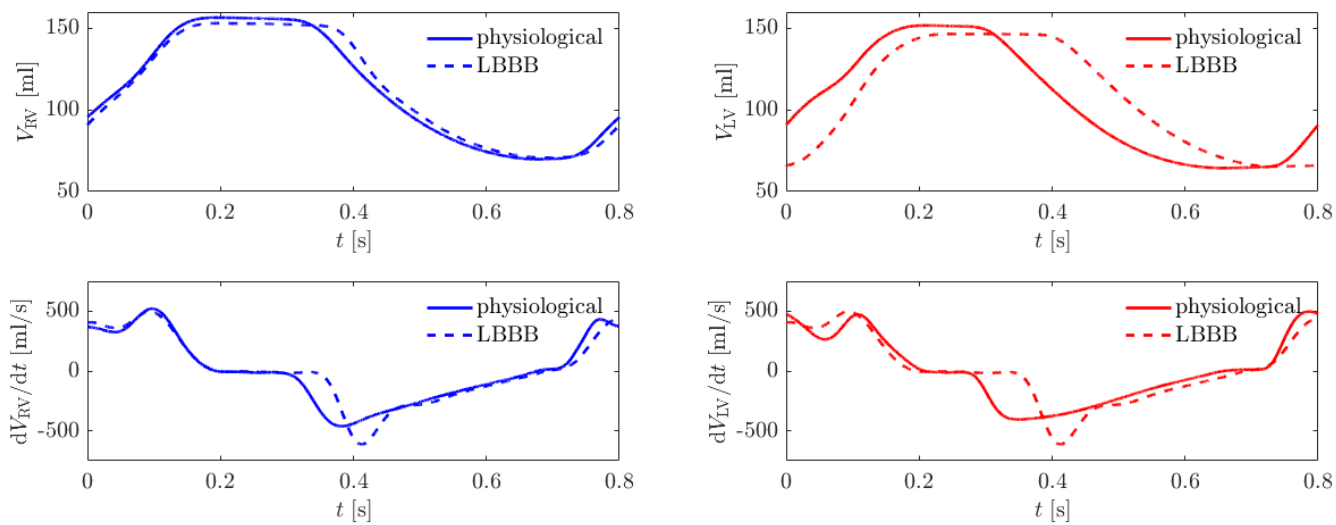 150
100
50
V_RV [ml]
physiological
LBBB
0 0.2 0.4 0.6 0.8
t [s]
150
100
50
V_LV [ml]
physiological
LBBB
0 0.2 0.4 0.6 0.8
t [s]
500
0
-500
dV_RV/dt [ml/s]
physiological
LBBB
0 0.2 0.4 0.6 0.8
t [s]
500
0
-500
dV_LV/dt [ml/s]
physiological
LBBB
0 0.2 0.4 0.6 0.8
t [s]